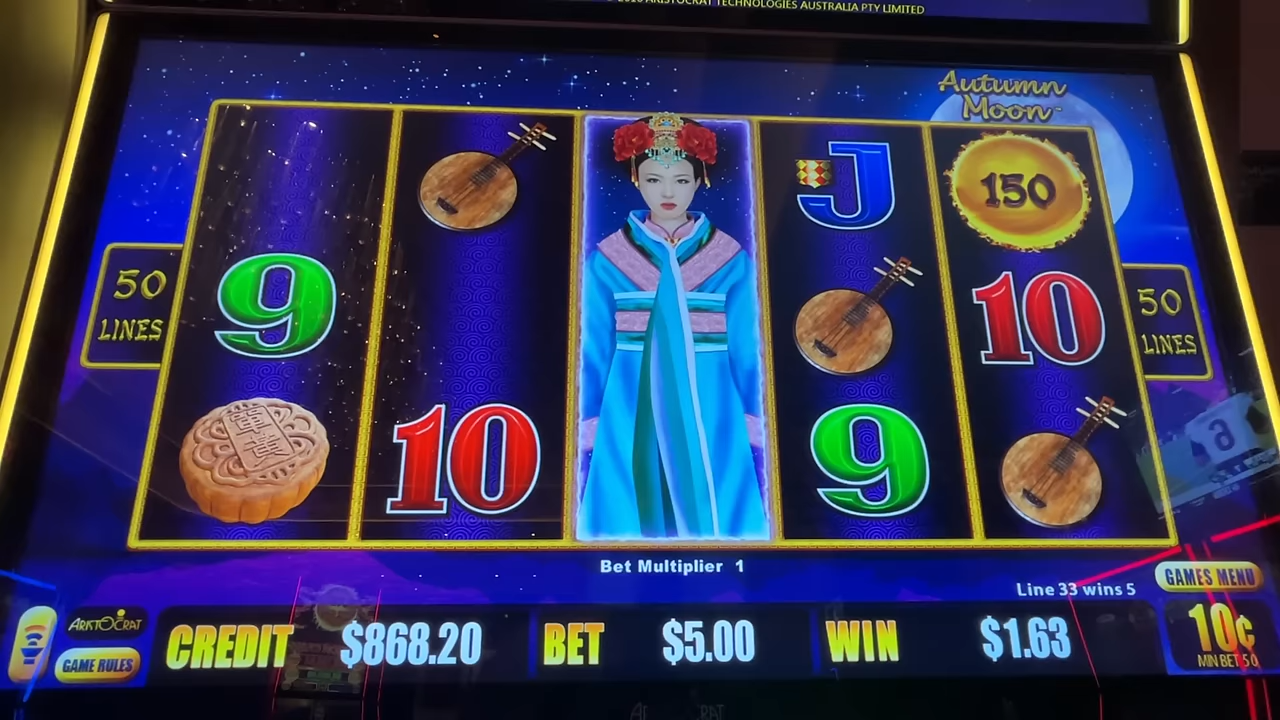 ARISTOCRAT TECHNOLOGIES AUSTRALIA PTY LIMITED
Autumn
Moon
50
LINES
9
10
J
9
150
10
50
LINES
6
Bet Multiplier 1
Line 33 wins 5
GAMES MENU
ARISTOCRAT
GAME RULES
CREDIT $868.20
BET $5.00
WIN $1.63
10¢
MIN BET 50